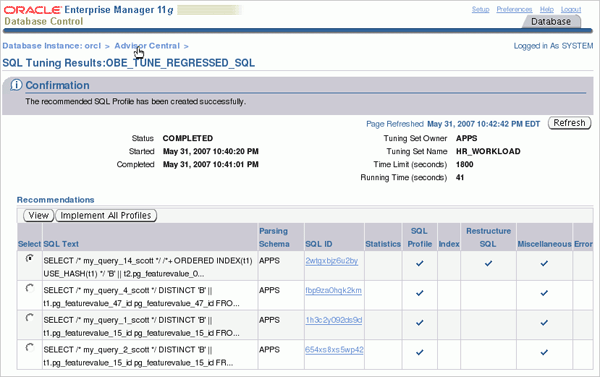 ORACLE Enterprise Manager 11g
Database Control
Setup Preferences Help Logout
Database
Database Instance: orcl > Advisor Central >
Logged in As SYSTEM
SQL Tuning Results:OBE_TUNE_REGRESSED_SQL
Confirmation
The recommended SQL Profile has been created successfully.
Page Refreshed May 31, 2007 10:42:42 PM EDT Refresh
Status COMPLETED
Started May 31, 2007 10:40:20 PM
Completed May 31, 2007 10:41:01 PM
Tuning Set Owner APPS
Tuning Set Name HR_WORKLOAD
Time Limit (seconds) 1800
Running Time (seconds) 41
Recommendations
View Implement All Profiles
Select SQL Text Parsing Schema SQL ID Statistics SQL Profile Index Restructure SQL Miscellaneous Error
SELECT /* my_query_14_scott */ /*+ ORDERED INDEX(t1) APPS 2wtgxbjz6u2by
USE_HASH(t1) */ 'B' || t2.pg_featurevalue_0...
SELECT /* my_query_4_scott */ DISTINCT 'B' || APPS fbp9za0hqk2km
t1.pg_featurevalue_47_id pg_featurevalue_47_id FRO...
SELECT /* my_query_1_scott */ DISTINCT 'B' || APPS 1h3c2y092ds9d
t1.pg_featurevalue_15_id pg_featurevalue_15_id FRO...
SELECT /* my_query_2_scott */ DISTINCT 'B' || APPS 654xs8xs5wp42
t1.pg_featurevalue_15_id pg_featurevalue_15_id FR...